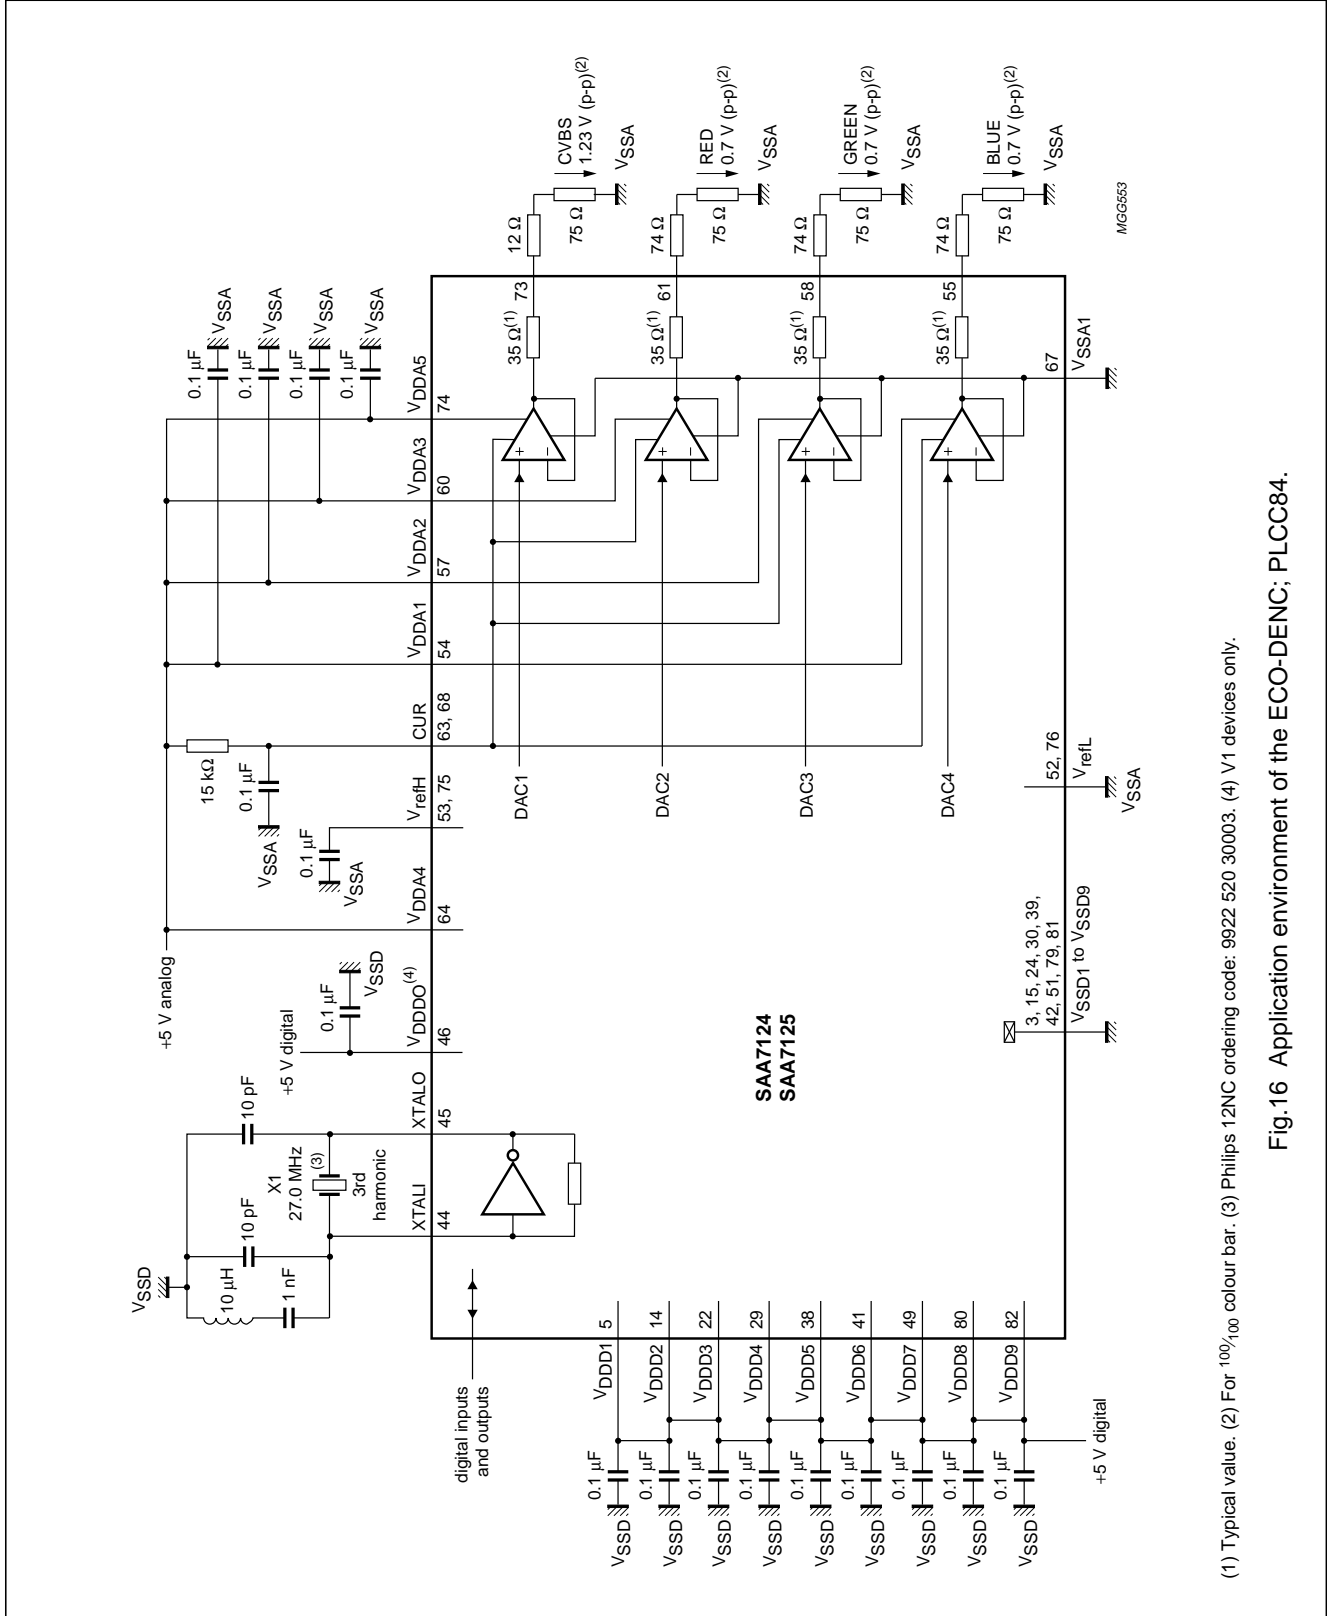 VSSD
10 µH
1 nF
10 pF
10 pF
X1
27.0 MHz
(3)
3rd
harmonic
XTALI
44
XTALO
45
+5 V digital
0.1 µF
VSSD
VDDDO(4)
46
+5 V analog
VDDA4
64
0.1 µF
VSSA
VrefH
53, 75
15 kΩ
0.1 µF
VSSA
CUR
63, 68
VDDA1
54
VDDA2
57
VDDA3
60
VDDA5
74
0.1 µF
VSSA
0.1 µF
VSSA
0.1 µF
VSSA
0.1 µF
VSSA
digital inputs
and outputs
SAA7124
SAA7125
DAC1
+
−
35 Ω(1)
73
12 Ω
75 Ω
CVBS
1.23 V (p-p)(2)
VSSA
DAC2
+
−
35 Ω(1)
61
74 Ω
75 Ω
RED
0.7 V (p-p)(2)
VSSA
DAC3
+
−
35 Ω(1)
58
74 Ω
75 Ω
GREEN
0.7 V (p-p)(2)
VSSA
DAC4
+
−
35 Ω(1)
55
74 Ω
75 Ω
BLUE
0.7 V (p-p)(2)
VSSA
0.1 µF
VSSD
VDDD1
5
0.1 µF
VSSD
VDDD2
14
0.1 µF
VSSD
VDDD3
22
0.1 µF
VSSD
VDDD4
29
0.1 µF
VSSD
VDDD5
38
0.1 µF
VSSD
VDDD6
41
0.1 µF
VSSD
VDDD7
49
0.1 µF
VSSD
VDDD8
80
0.1 µF
VSSD
VDDD9
82
+5 V digital
3, 15, 24, 30, 39,
42, 51, 79, 81
VSSD1 to VSSD9
52, 76
VrefL
VSSA
67
VSSA1
MGG553
(1) Typical value. (2) For 100/100 colour bar. (3) Philips 12NC ordering code: 9922 520 30003. (4) V1 devices only.
Fig.16 Application environment of the ECO-DENC; PLCC84.